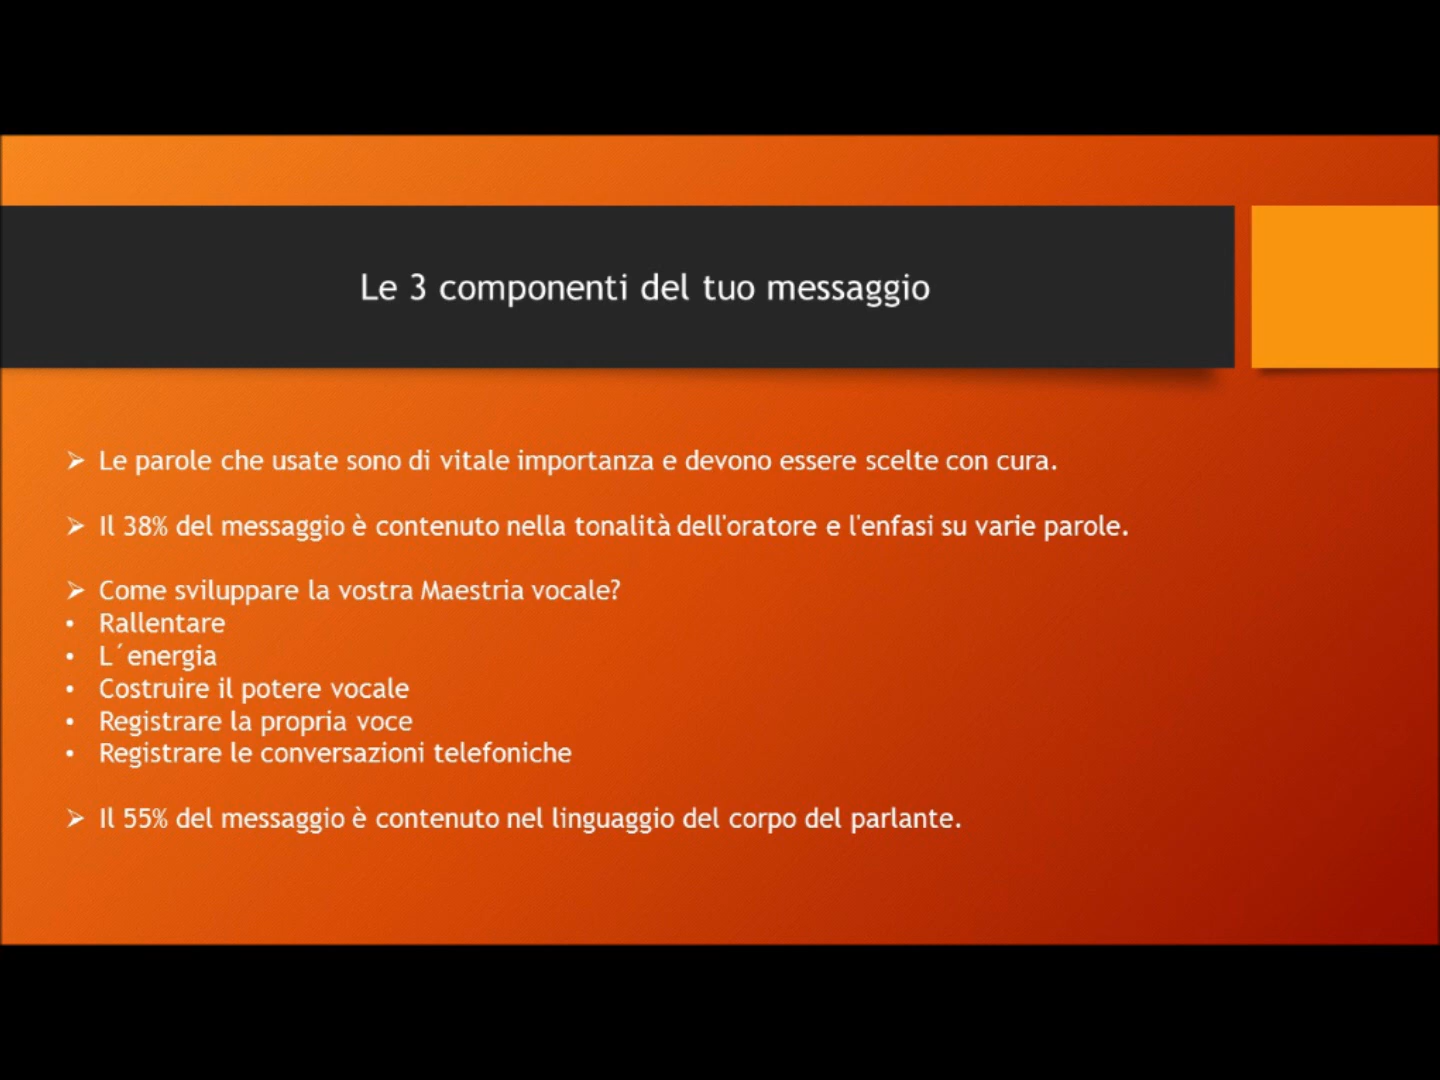 Le 3 componenti del tuo messaggio
➢ Le parole che usate sono di vitale importanza e devono essere scelte con cura.
➢ Il 38% del messaggio è contenuto nella tonalità dell'oratore e l'enfasi su varie parole.
➢ Come sviluppare la vostra Maestria vocale?
• Rallentare
• L´energia
• Costruire il potere vocale
• Registrare la propria voce
• Registrare le conversazioni telefoniche
➢ Il 55% del messaggio è contenuto nel linguaggio del corpo del parlante.